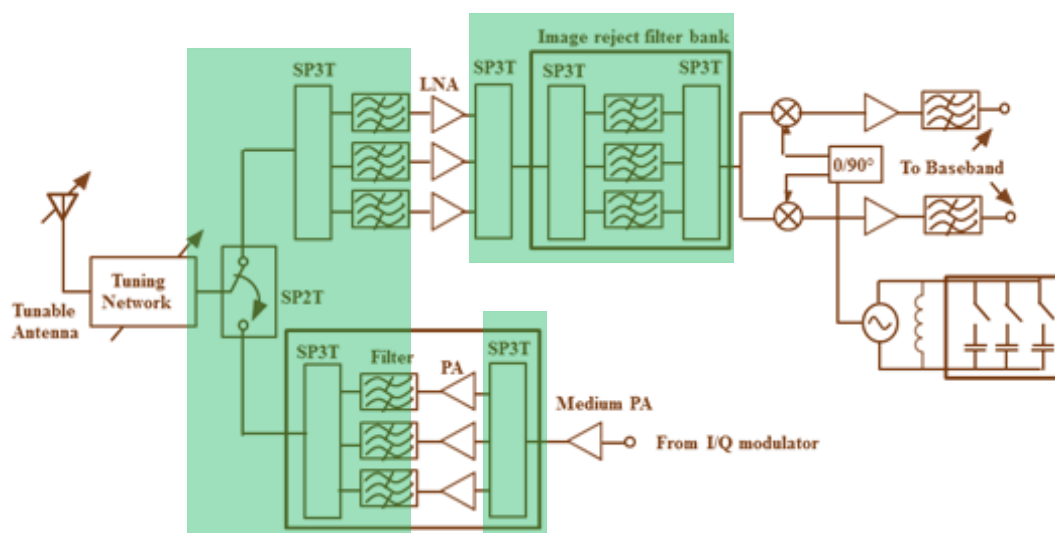 Image reject filter bank
SP3T
LNA
SP3T
SP3T
SP3T
0/90°
To Baseband
Tuning
Network
SP2T
Tunable
Antenna
SP3T
Filter
PA
SP3T
Medium PA
From I/Q modulator